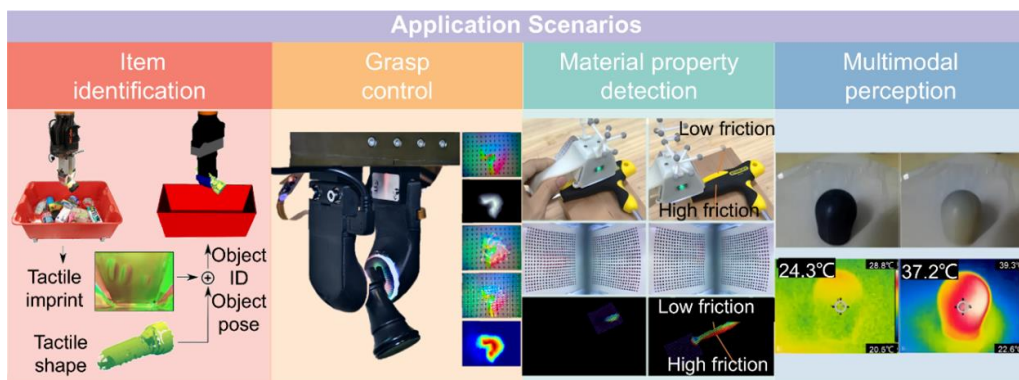 Application Scenarios
Item
identification
Grasp
control
Material property
detection
Multimodal
perception
Tactile
imprint
Object
ID
Object
pose
Tactile
shape
Low friction
High friction
Low friction
High friction
24.3℃
28.8℃
20.5℃
37.2℃
39.3℃
22.6℃